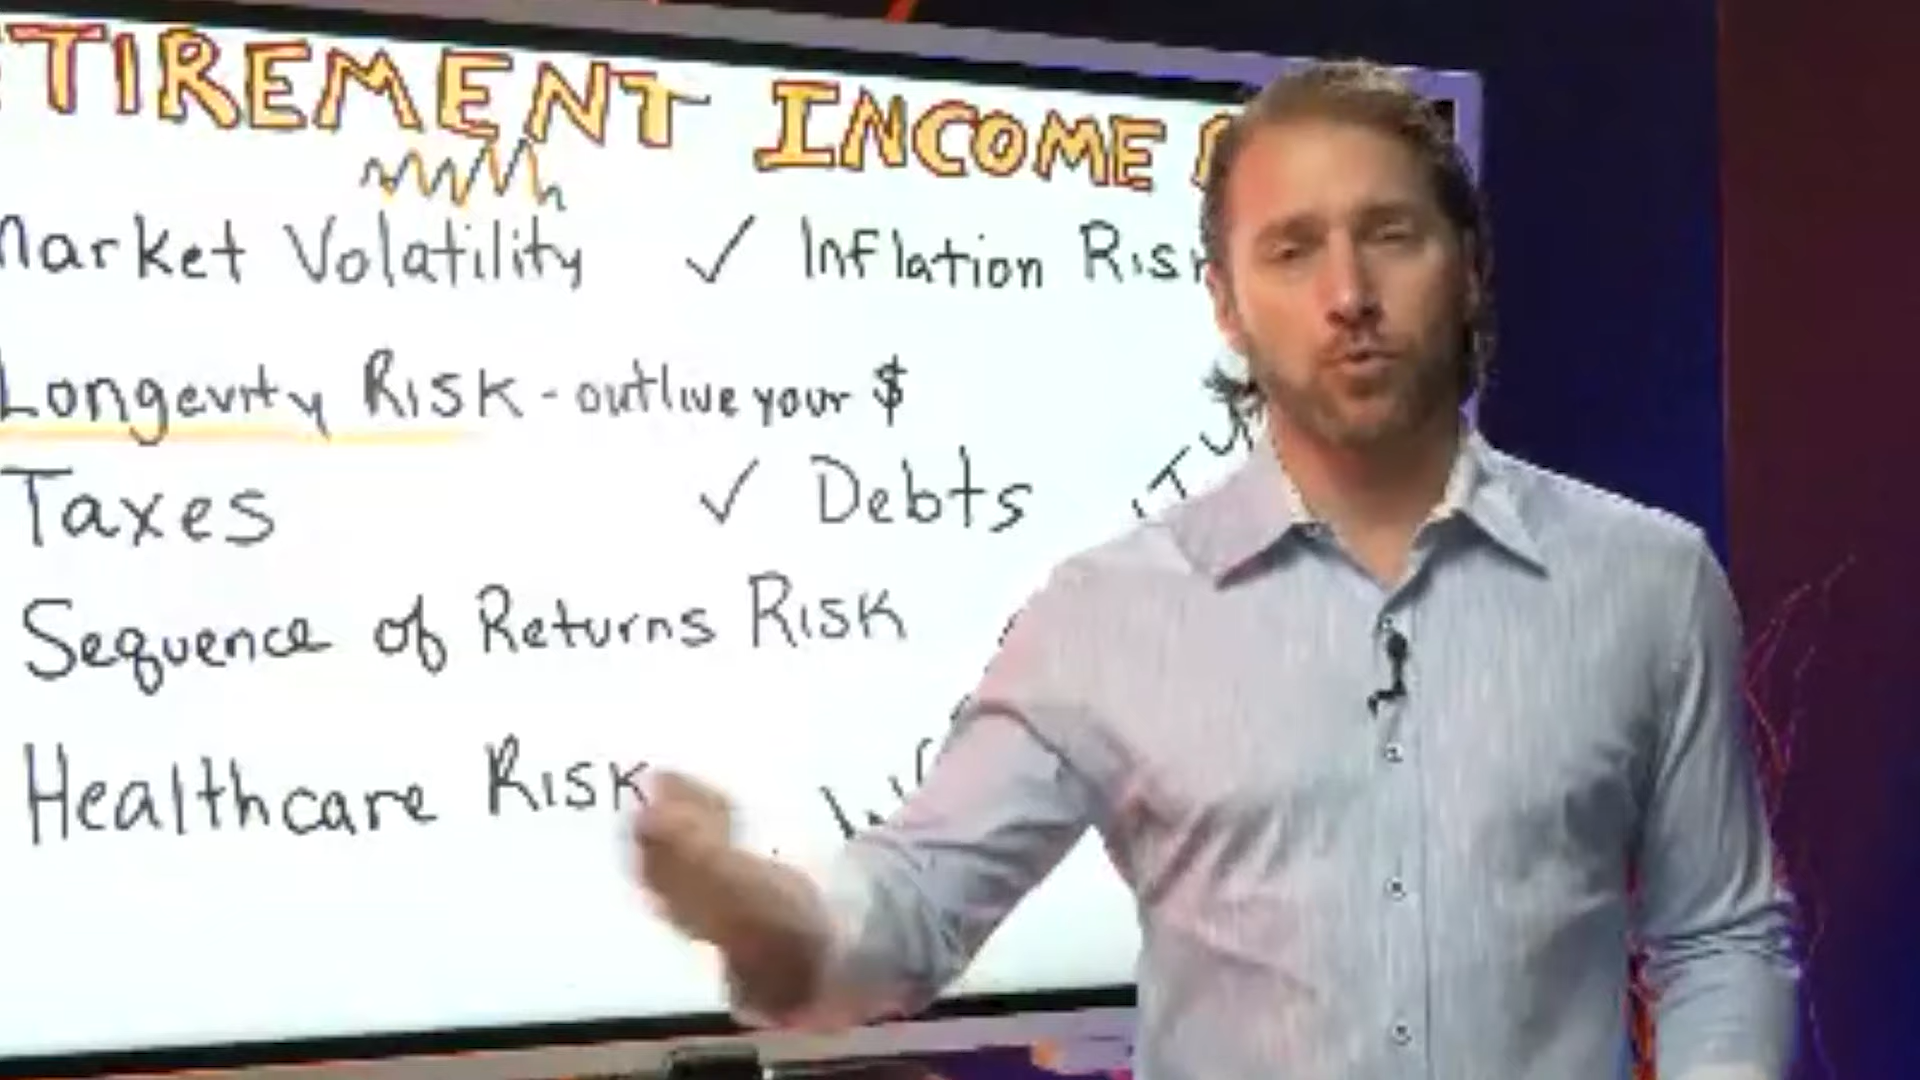 TIREMENT INCOME
Market Volatility ✓ Inflation Ris
Longevity Risk - outlive your $
Taxes ✓ Debts
Sequence of Returns Risk
Healthcare Risk